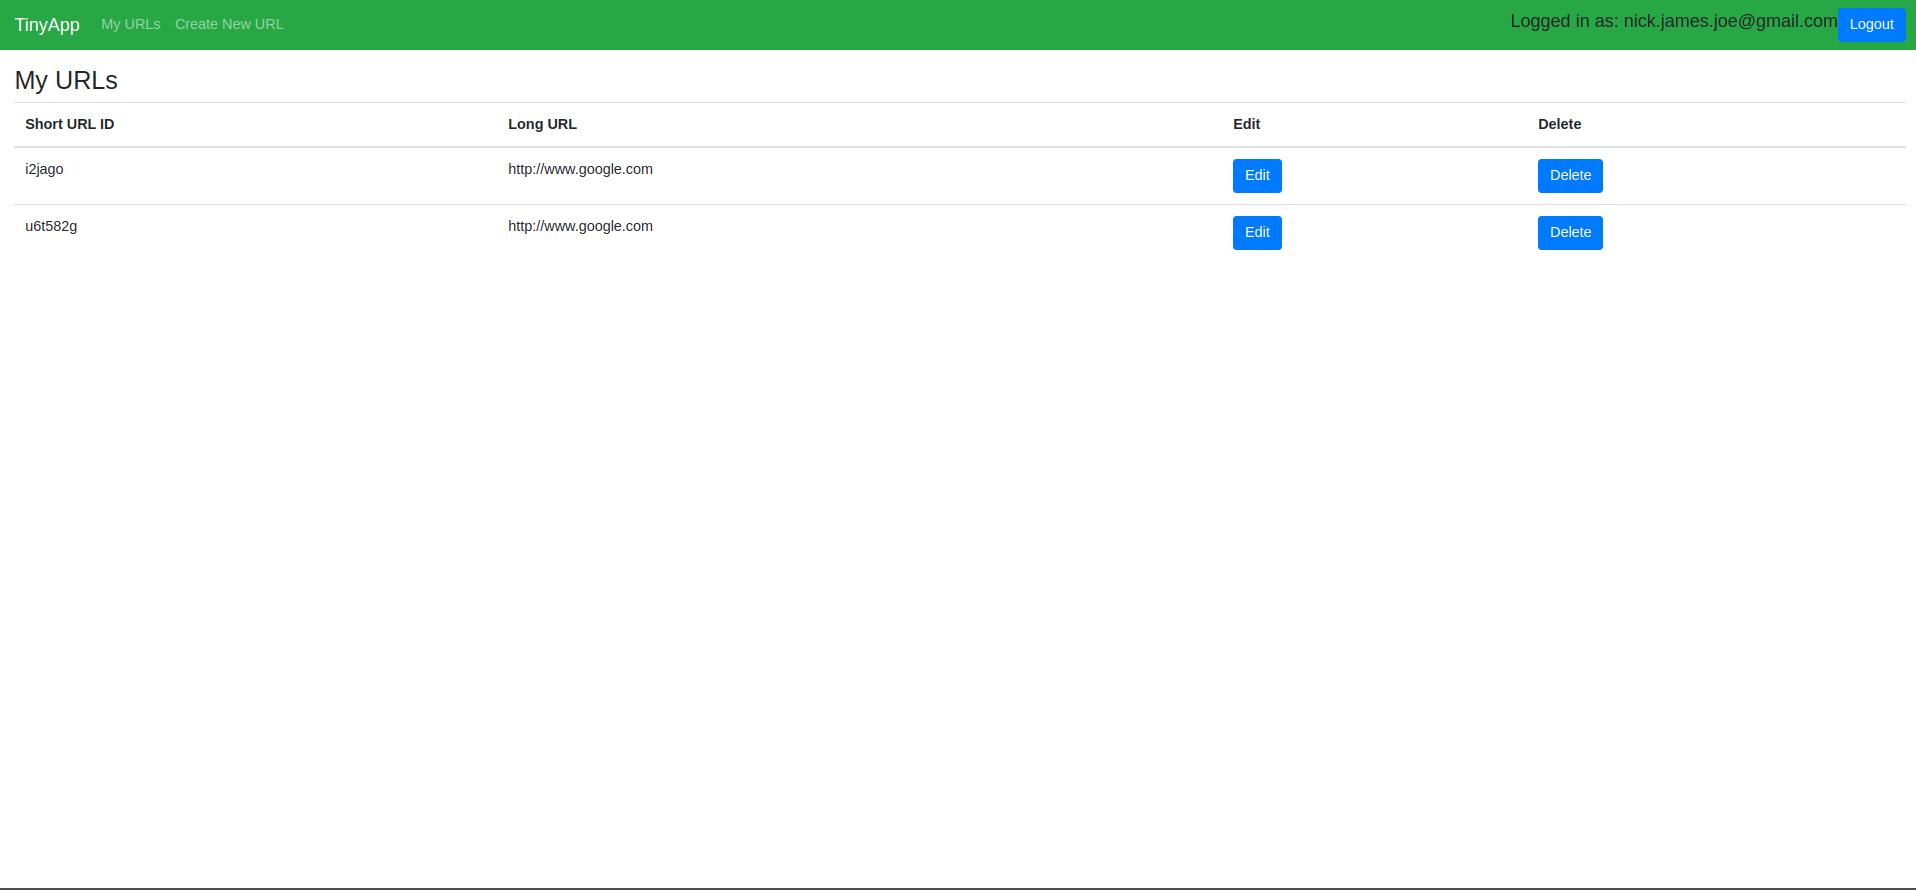 TinyApp My URLs Create New URL Logged in as: nick.james.joe@gmail.com Logout
My URLs
Short URL ID Long URL Edit Delete
i2jago http://www.google.com Edit Delete
u6t582g http://www.google.com Edit Delete